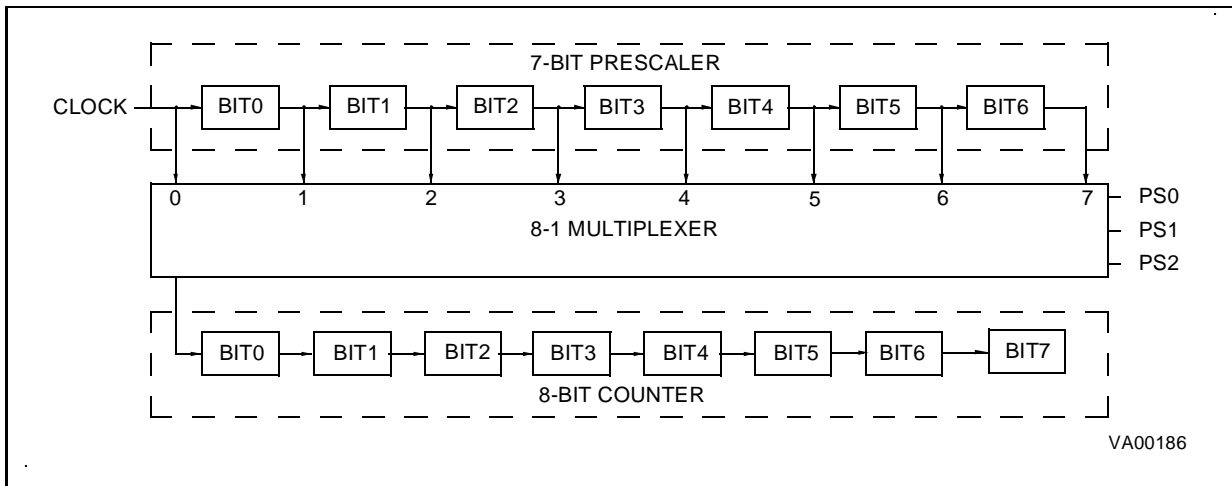 7-BIT PRESCALER
CLOCK BIT0 BIT1 BIT2 BIT3 BIT4 BIT5 BIT6
0 1 2 3 4 5 6 7 PS0
8-1 MULTIPLEXER PS1
PS2
BIT0 BIT1 BIT2 BIT3 BIT4 BIT5 BIT6 BIT7
8-BIT COUNTER
VA00186